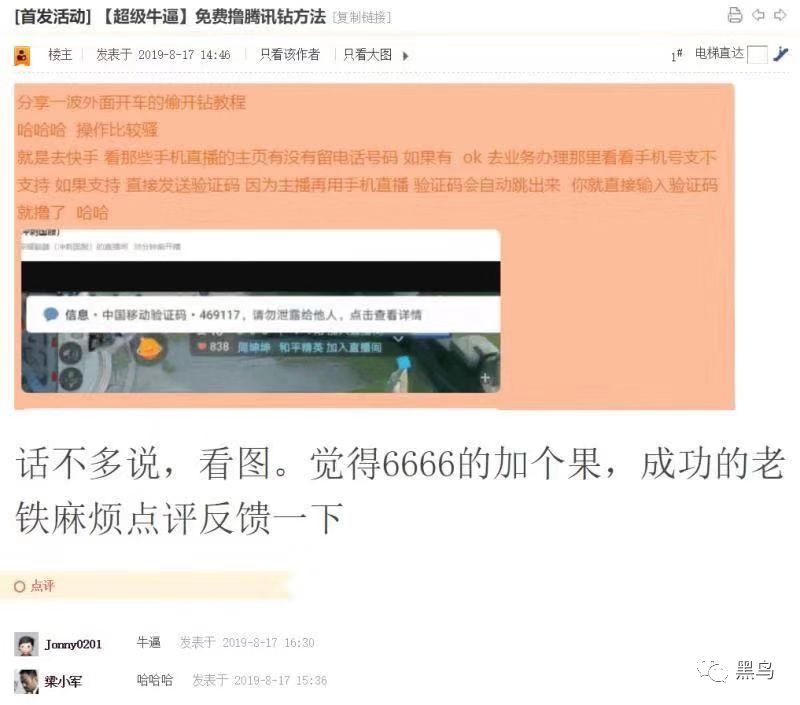 [首发活动] 【超级牛逼】免费撸腾讯钻方法 [复制链接]
楼主 发表于 2019-8-17 14:46 只看该作者 只看大图 1# 电梯直达
分享一波外面开车的偷开钻教程
哈哈哈 操作比较骚
就是去快手 看那些手机直播的主页有没有留电话号码 如果有 ok 去业务办理那里看看手机号支不
支持 如果支持 直接发送验证码 因为主播再用手机直播 验证码会自动跳出来 你就直接输入验证码
就撸了 哈哈
信息·中国移动验证码·469117，请勿泄露给他人，点击查看详情
838 周坤坤 和平精英 加入直播间
话不多说，看图。觉得6666的加个果，成功的老
铁麻烦点评反馈一下
点评
Jonny0201 牛逼 发表于 2019-8-17 16:30
梁小军 哈哈哈 发表于 2019-8-17 15:36
黑鸟